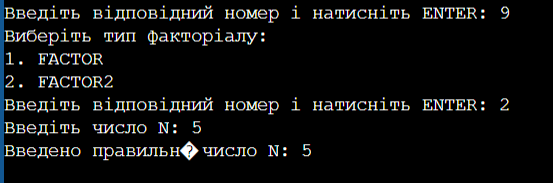 Введіть відповідний номер і натисніть ENTER: 9
Виберіть тип факторіалу:
1. FACTOR
2. FACTOR2
Введіть відповідний номер і натисніть ENTER: 2
Введіть число N: 5
Введено правильн�число N: 5